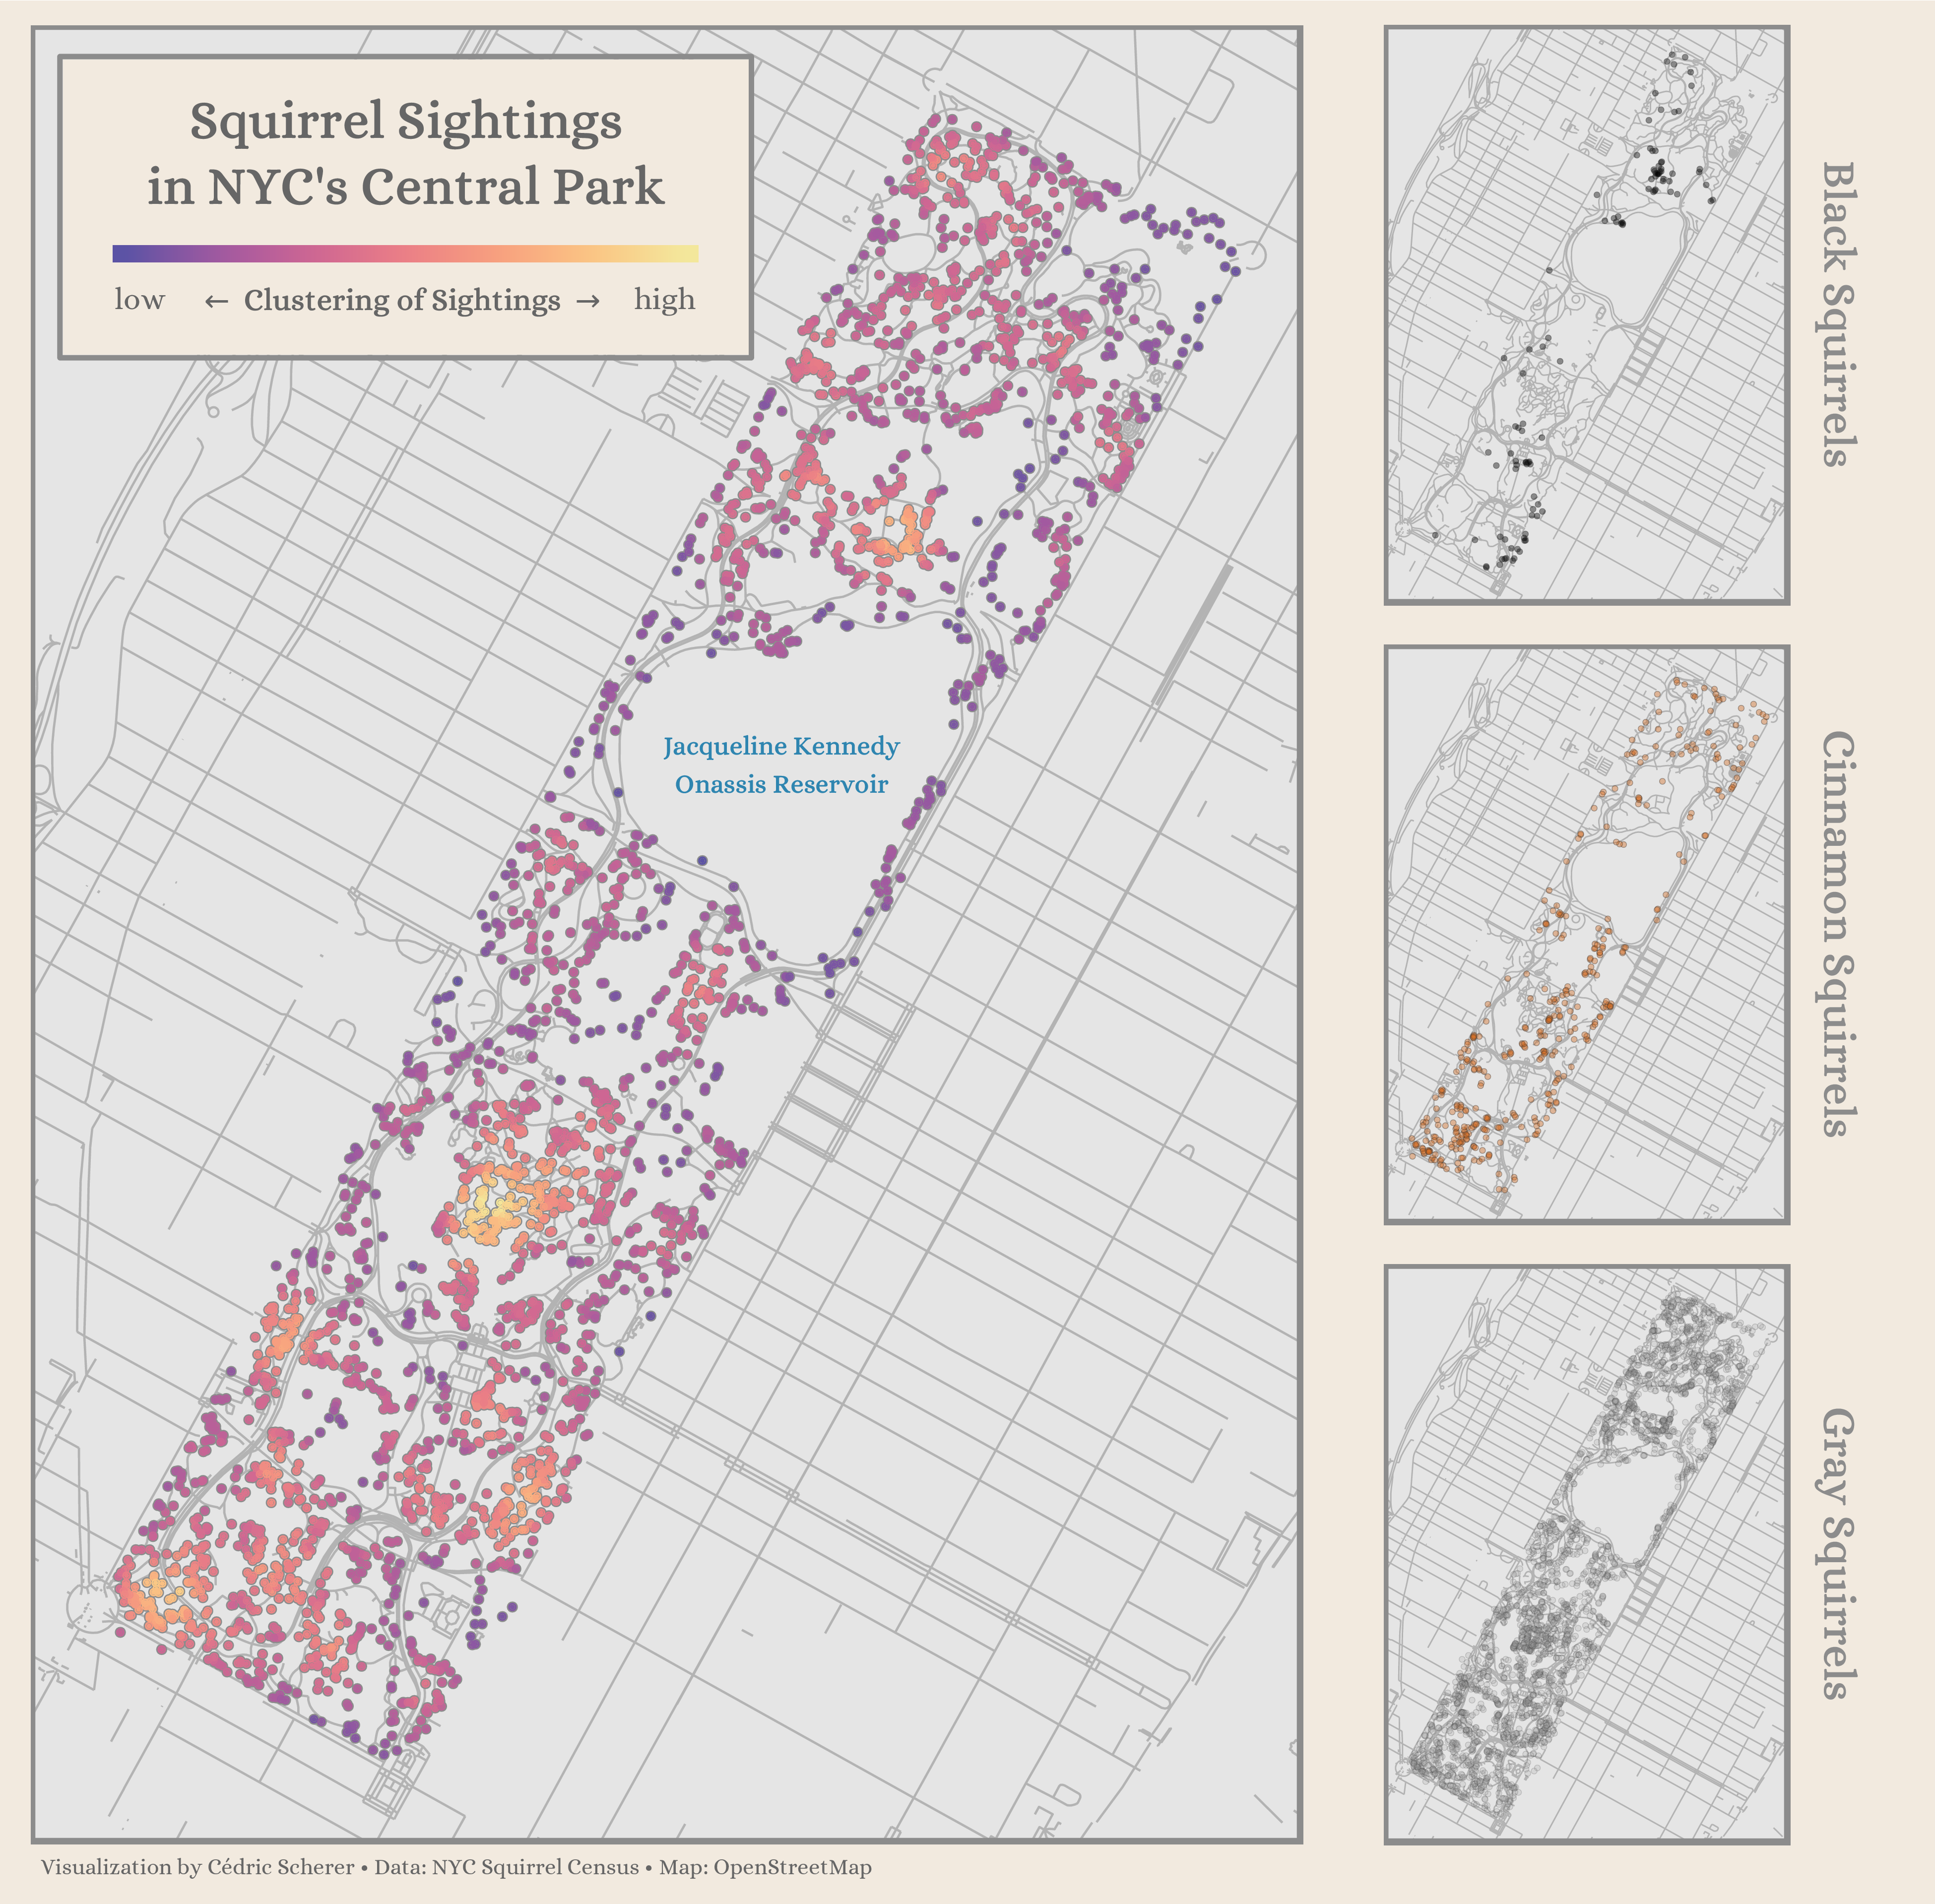 Squirrel Sightings
in NYC's Central Park
low ← Clustering of Sightings → high
Jacqueline Kennedy
Onassis Reservoir
Black Squirrels
Cinnamon Squirrels
Gray Squirrels
Visualization by Cédric Scherer • Data: NYC Squirrel Census • Map: OpenStreetMap